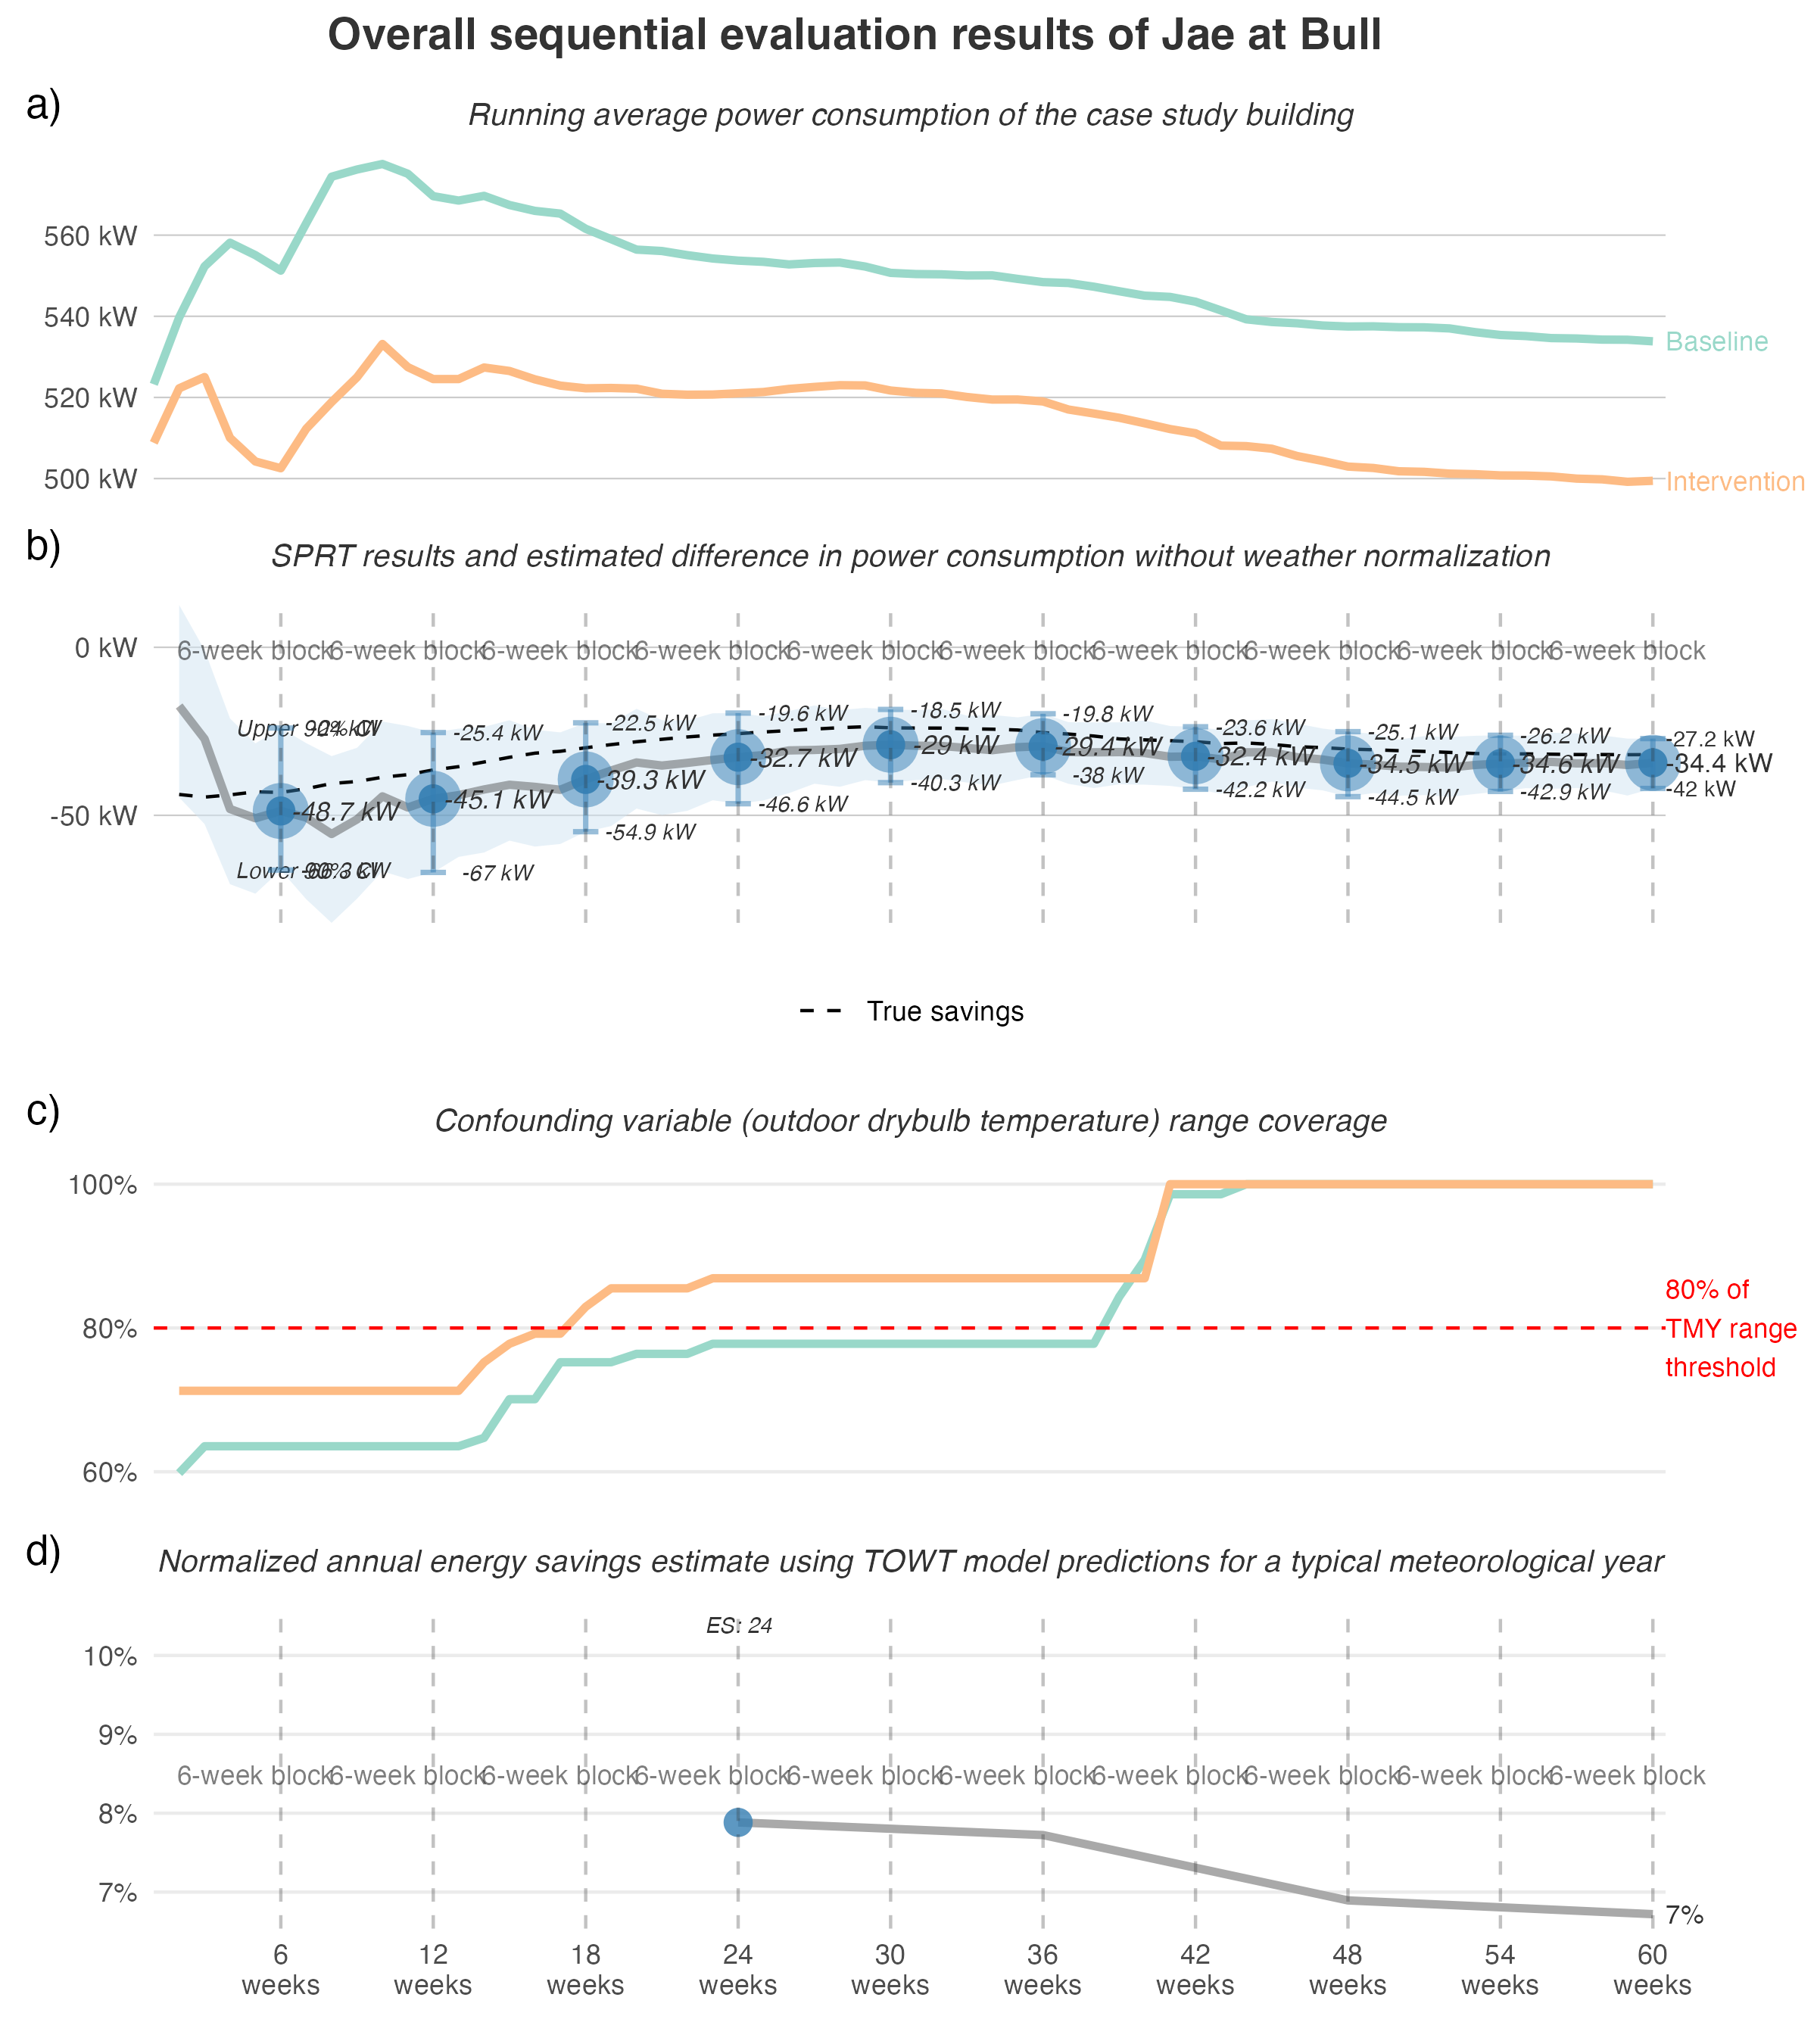 Overall sequential evaluation results of Jae at Bull
a)
Running average power consumption of the case study building
560 kW
540 kW
520 kW
500 kW
Baseline
Intervention
b)
SPRT results and estimated difference in power consumption without weather normalization
0 kW
-50 kW
6-week block 6-week block 6-week block 6-week block 6-week block 6-week block 6-week block 6-week block 6-week block 6-week block
Upper 90% CI -24 kW -25.4 kW -22.5 kW -19.6 kW -18.5 kW -19.8 kW -23.6 kW -25.1 kW -26.2 kW -27.2 kW
-48.7 kW -45.1 kW -39.3 kW -32.7 kW -29 kW -29.4 kW -32.4 kW -34.5 kW -34.6 kW -34.4 kW
Lower 90% CI -66.3 kW -67 kW -54.9 kW -46.6 kW -40.3 kW -38 kW -42.2 kW -44.5 kW -42.9 kW -42 kW
True savings
c)
Confounding variable (outdoor drybulb temperature) range coverage
100%
80%
60%
80% of
TMY range
threshold
d)
Normalized annual energy savings estimate using TOWT model predictions for a typical meteorological year
ES: 24
10%
9%
8%
7%
6-week block 6-week block 6-week block 6-week block 6-week block 6-week block 6-week block 6-week block 6-week block 6-week block
7%
6 12 18 24 30 36 42 48 54 60
weeks weeks weeks weeks weeks weeks weeks weeks weeks weeks